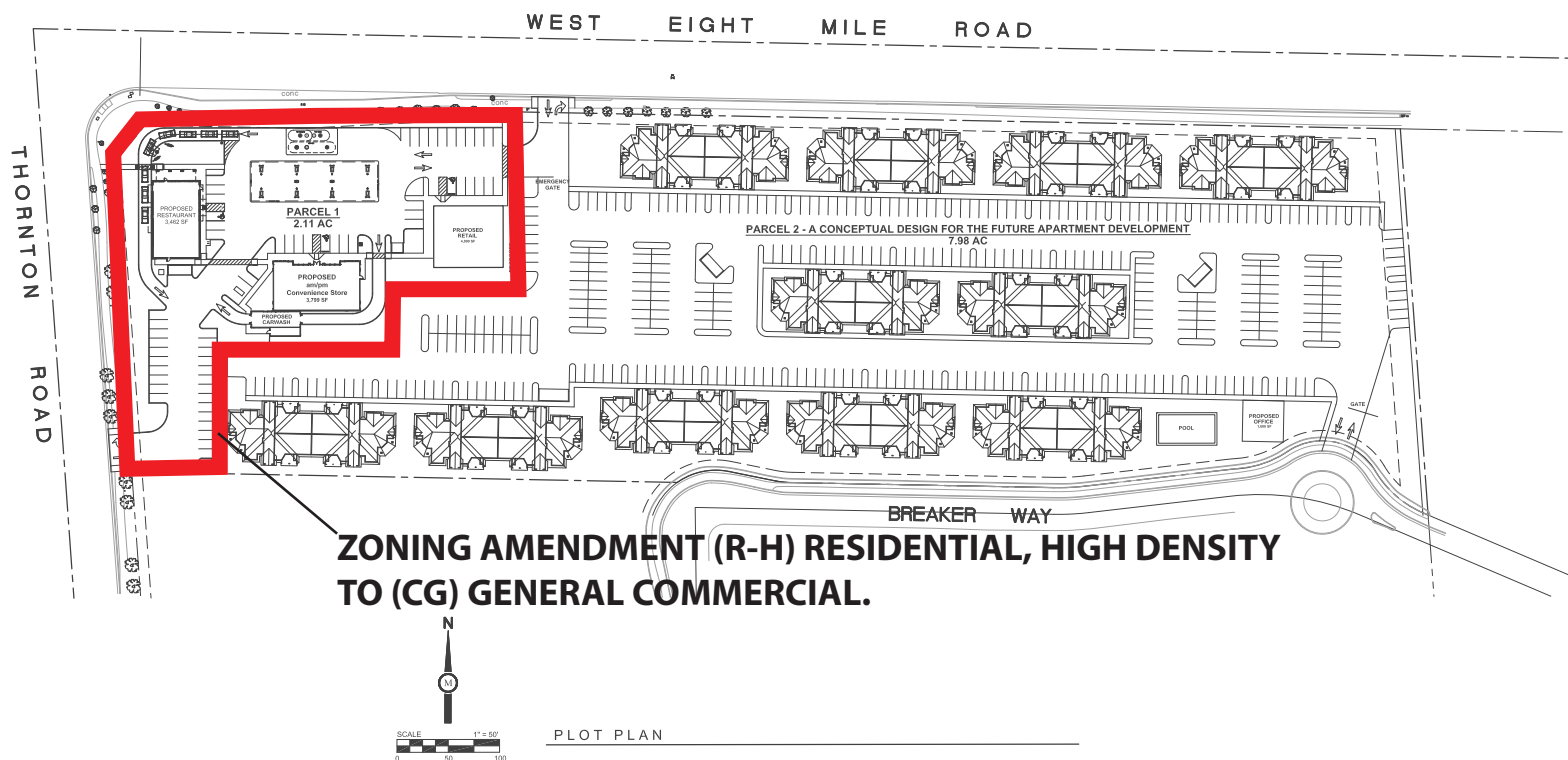 WEST EIGHT MILE ROAD
conc
conc
THORNTON ROAD
EMERGENCY
GATE
PROPOSED
RESTAURANT
3,462 SF
PARCEL 1
2.11 AC
PROPOSED
RETAIL
PARCEL 2 - A CONCEPTUAL DESIGN FOR THE FUTURE APARTMENT DEVELOPMENT
7.98 AC
PROPOSED
am/pm
Convenience Store
3,799 SF
PROPOSED
CARWASH
GATE
POOL
PROPOSED
OFFICE
BREAKER WAY
ZONING AMENDMENT (R-H) RESIDENTIAL, HIGH DENSITY
TO (CG) GENERAL COMMERCIAL.
N
M
SCALE 1" = 50'
0 50 100
PLOT PLAN